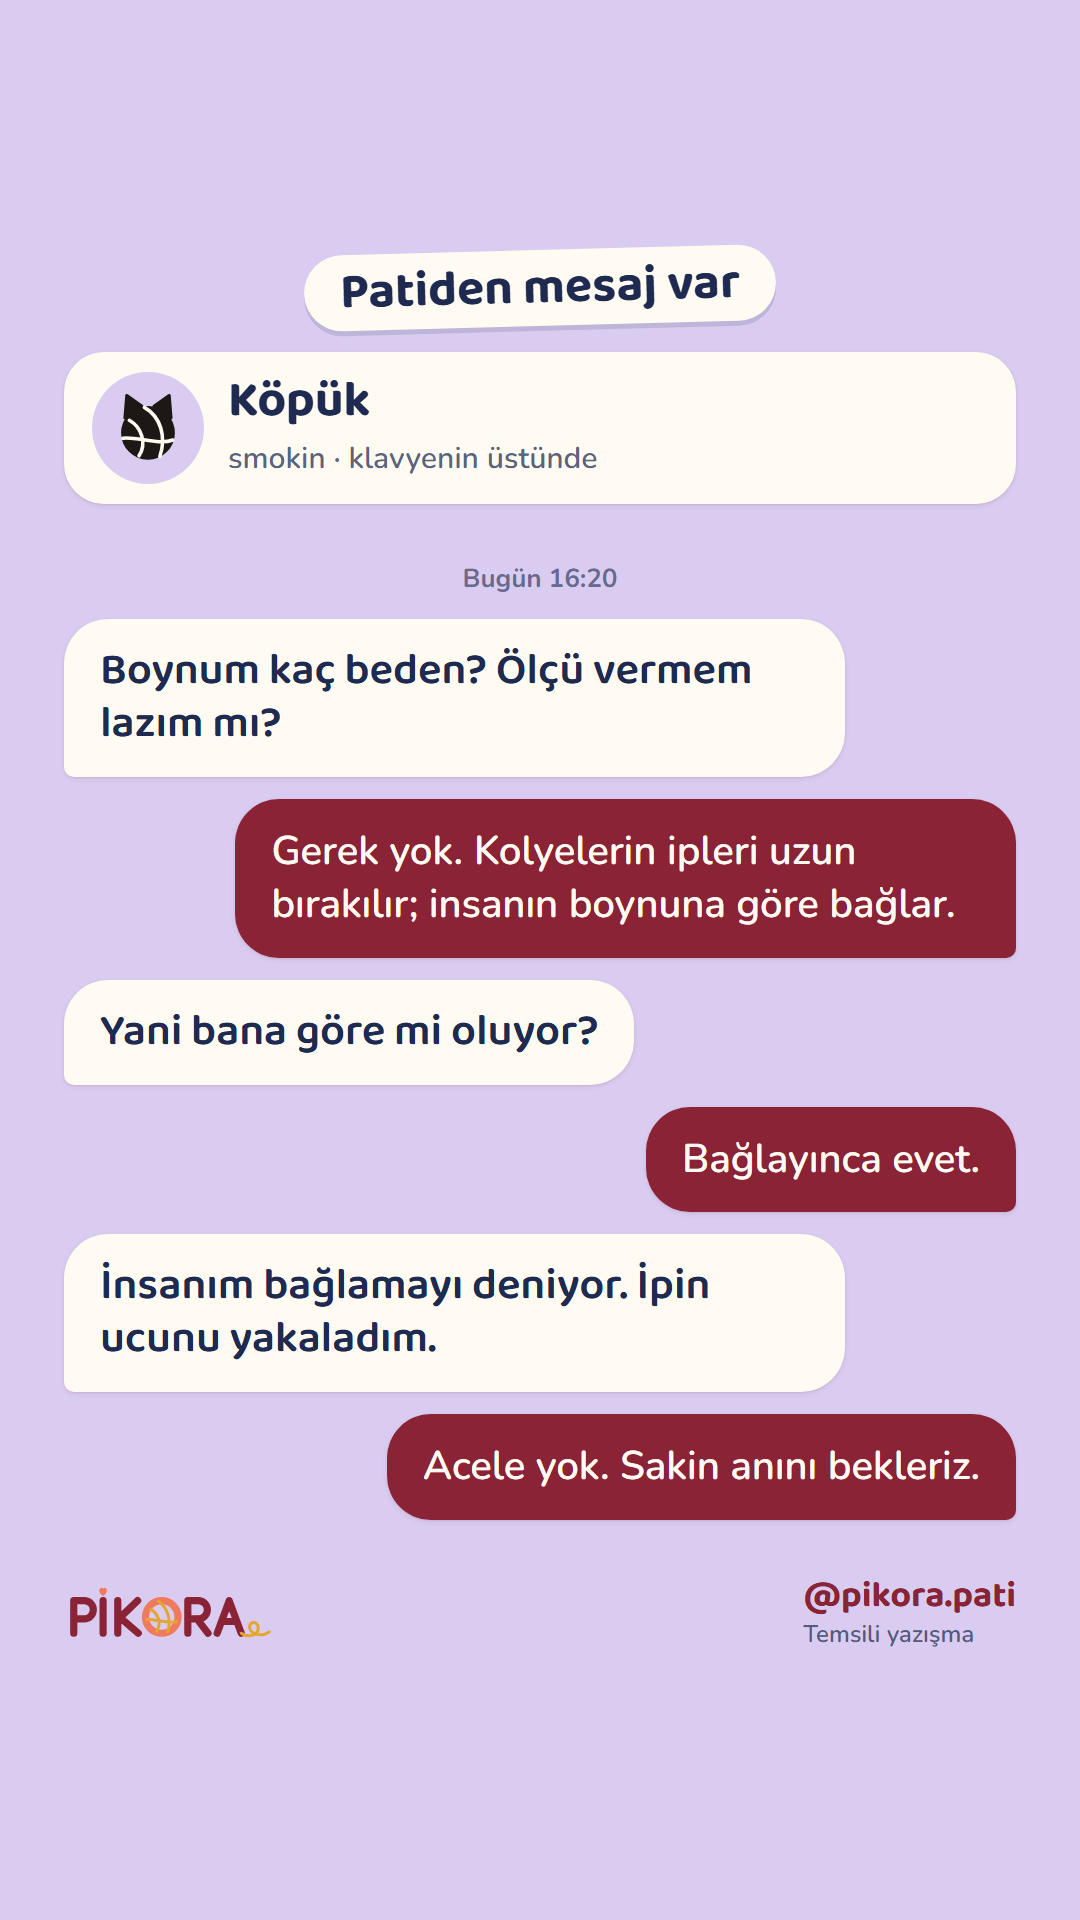 Patiden mesaj var
Köpük
smokin · klavyenin üstünde
Bugün 16:20
Boynum kaç beden? Ölçü vermem
lazım mı?
Gerek yok. Kolyelerin ipleri uzun
bırakılır; insanın boynuna göre bağlar.
Yani bana göre mi oluyor?
Bağlayınca evet.
İnsanım bağlamayı deniyor. İpin
ucunu yakaladım.
Acele yok. Sakin anını bekleriz.
PİKORA
@pikora.pati
Temsili yazışma